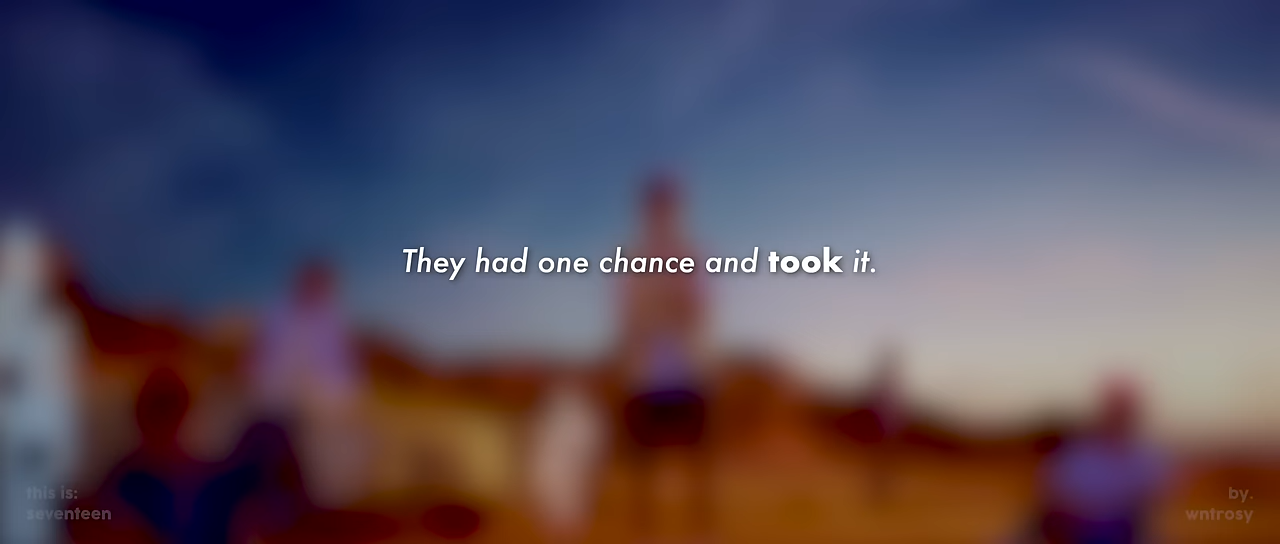 They had one chance and took it.
this is:
seventeen
by.
wntrosy